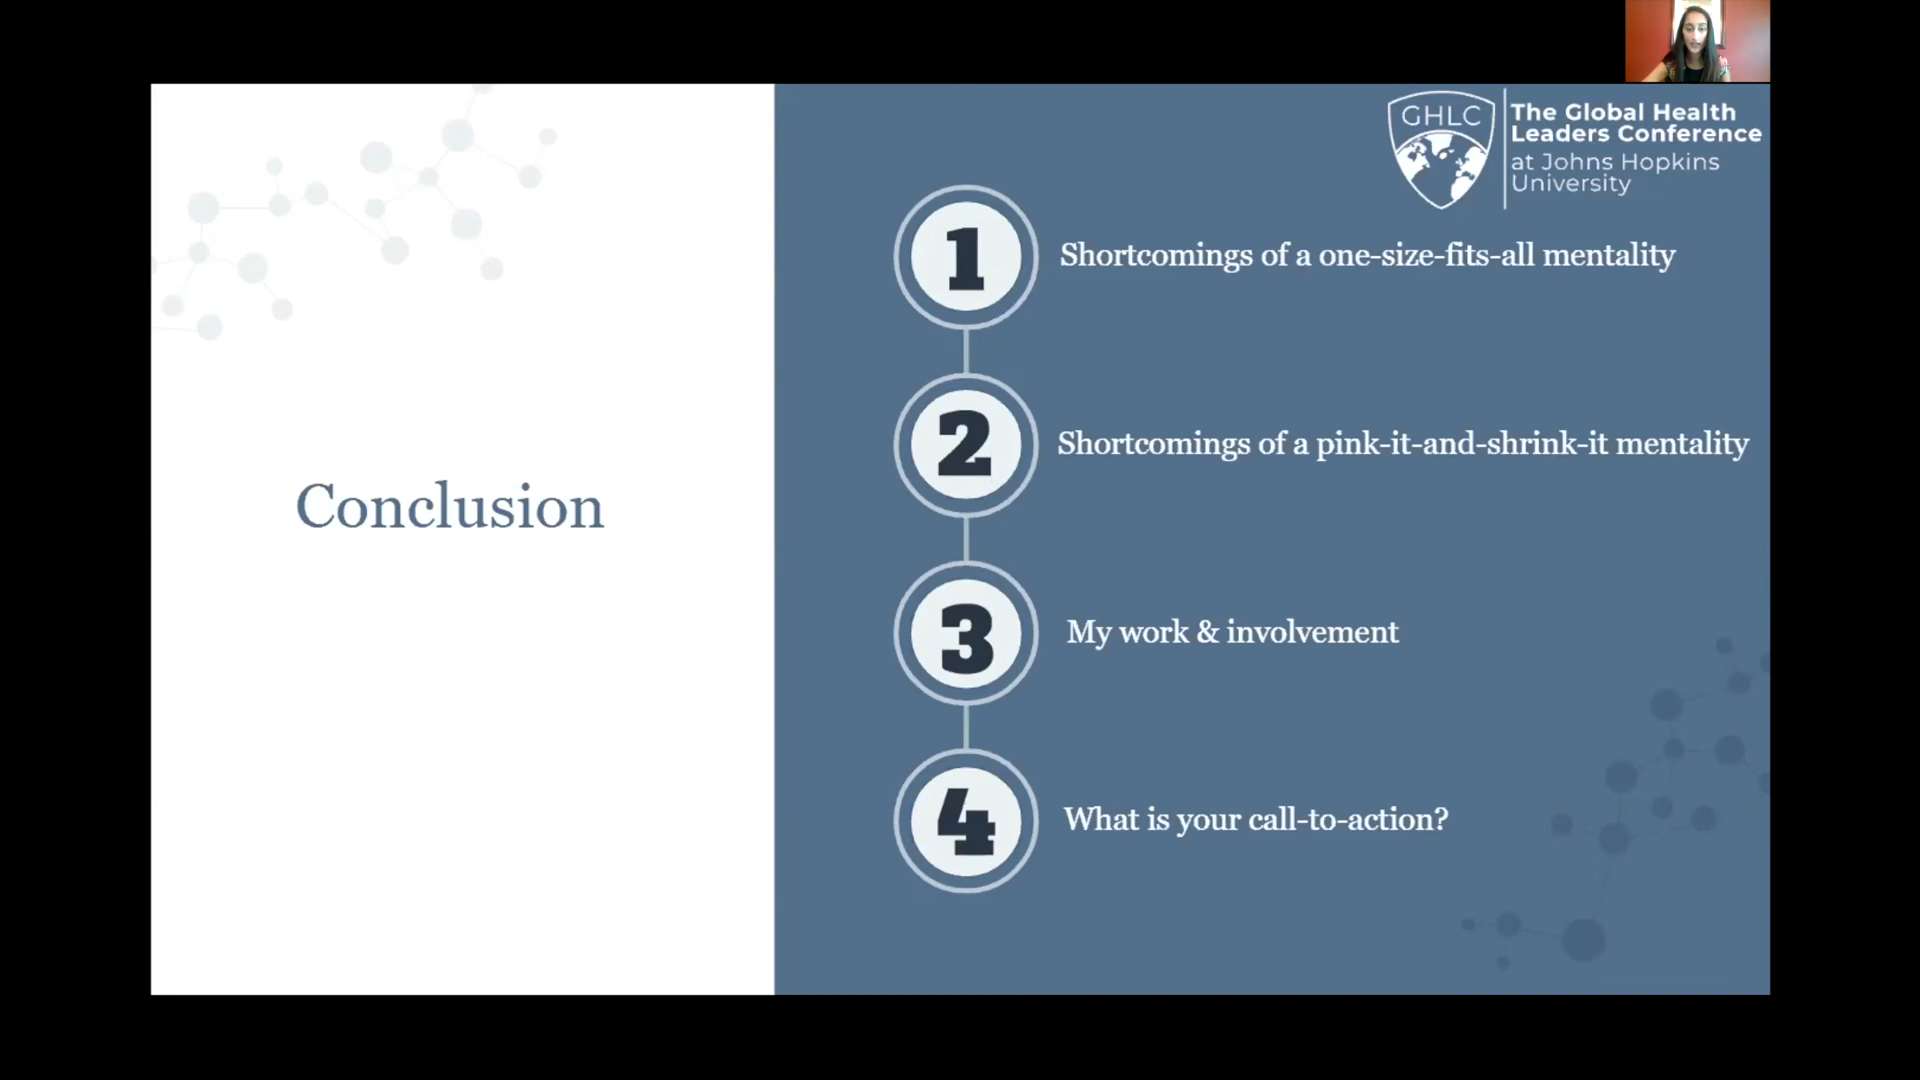 GHLC
The Global Health
Leaders Conference
at Johns Hopkins
University
Conclusion
1
Shortcomings of a one-size-fits-all mentality
2
Shortcomings of a pink-it-and-shrink-it mentality
3
My work & involvement
4
What is your call-to-action?